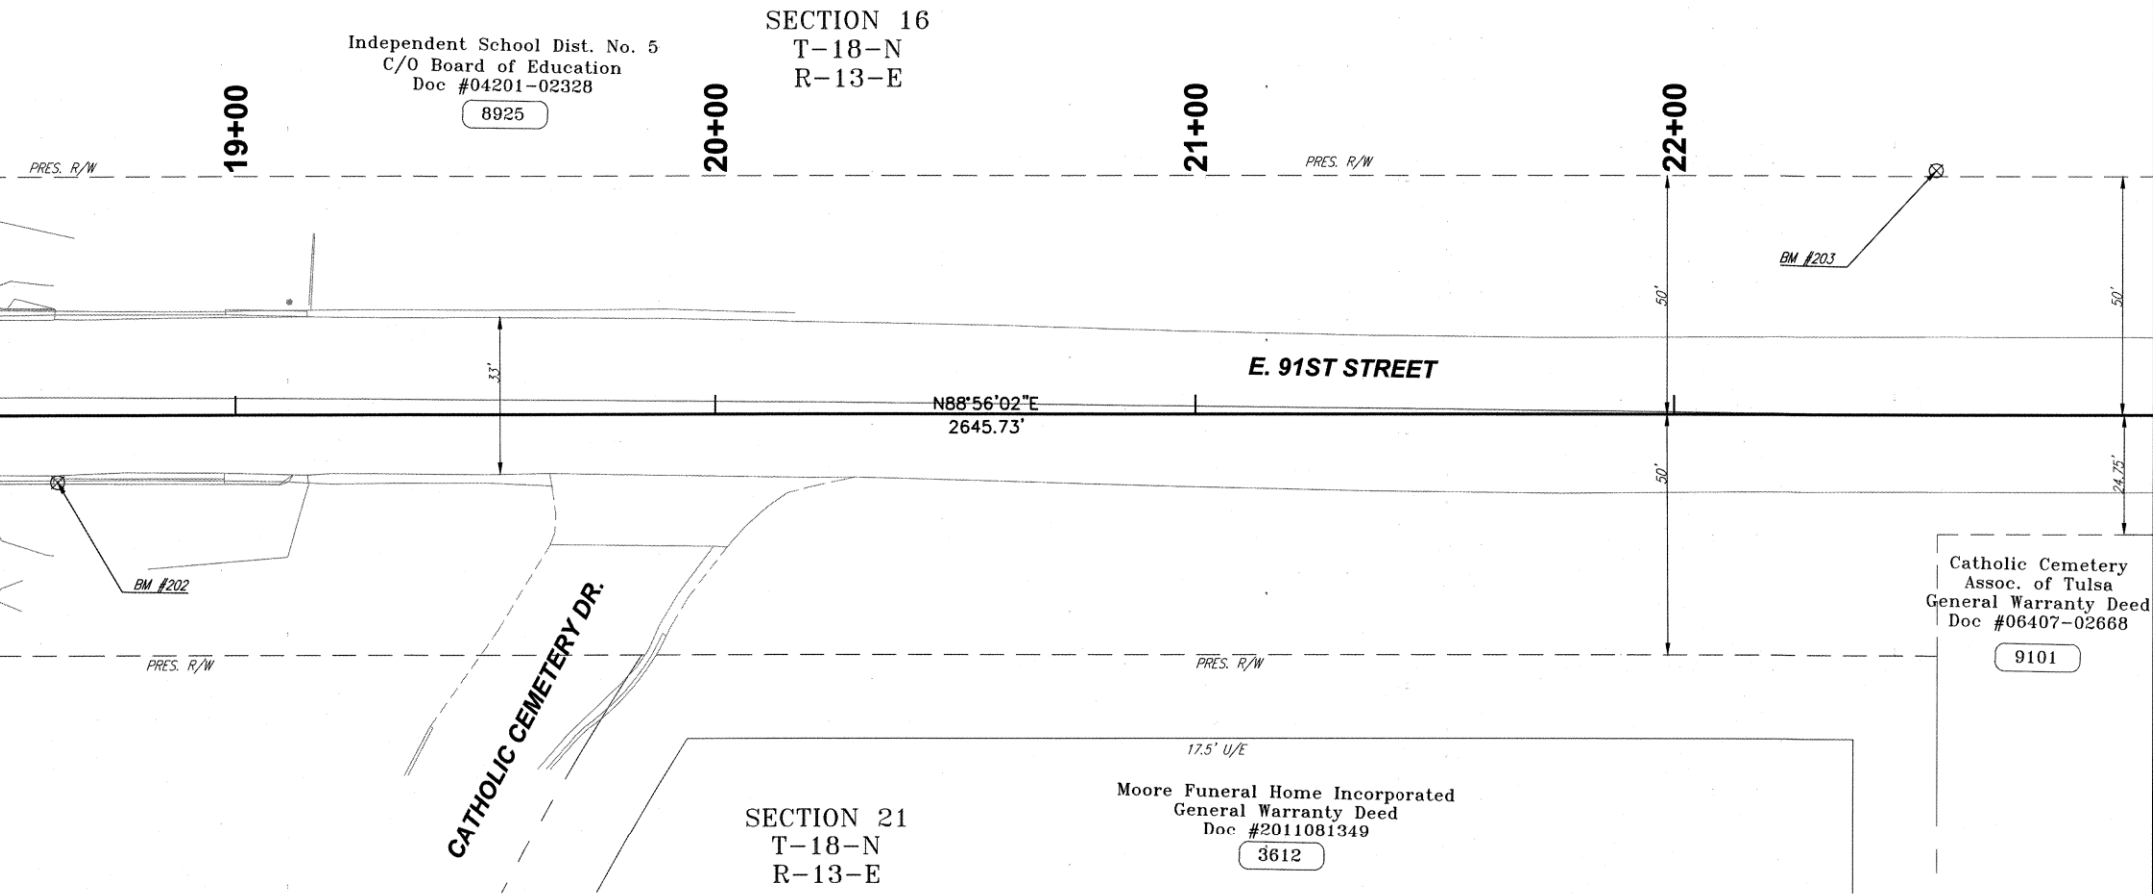 SECTION 16
T-18-N
R-13-E
Independent School Dist. No. 5
C/O Board of Education
Doc #04201-02328
8925
19+00
20+00
21+00
22+00
PRES. R/W
PRES. R/W
BM #203
50'
50'
33'
E. 91ST STREET
N88°56'02"E
2645.73'
50'
24.75'
BM #202
CATHOLIC CEMETERY DR.
Catholic Cemetery
Assoc. of Tulsa
General Warranty Deed
Doc #06407-02668
9101
PRES. R/W
PRES. R/W
17.5' U/E
Moore Funeral Home Incorporated
General Warranty Deed
Doc #2011081349
3612
SECTION 21
T-18-N
R-13-E